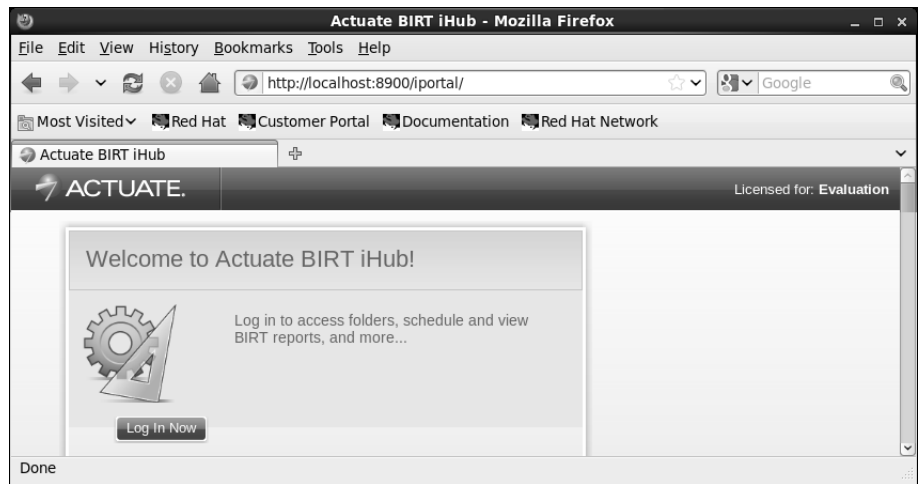 Actuate BIRT iHub - Mozilla Firefox
File Edit View History Bookmarks Tools Help
http://localhost:8900/iportal/ Google
Most Visited Red Hat Customer Portal Documentation Red Hat Network
Actuate BIRT iHub
ACTUATE. Licensed for: Evaluation
Welcome to Actuate BIRT iHub!
Log in to access folders, schedule and view
BIRT reports, and more...
Log In Now
Done